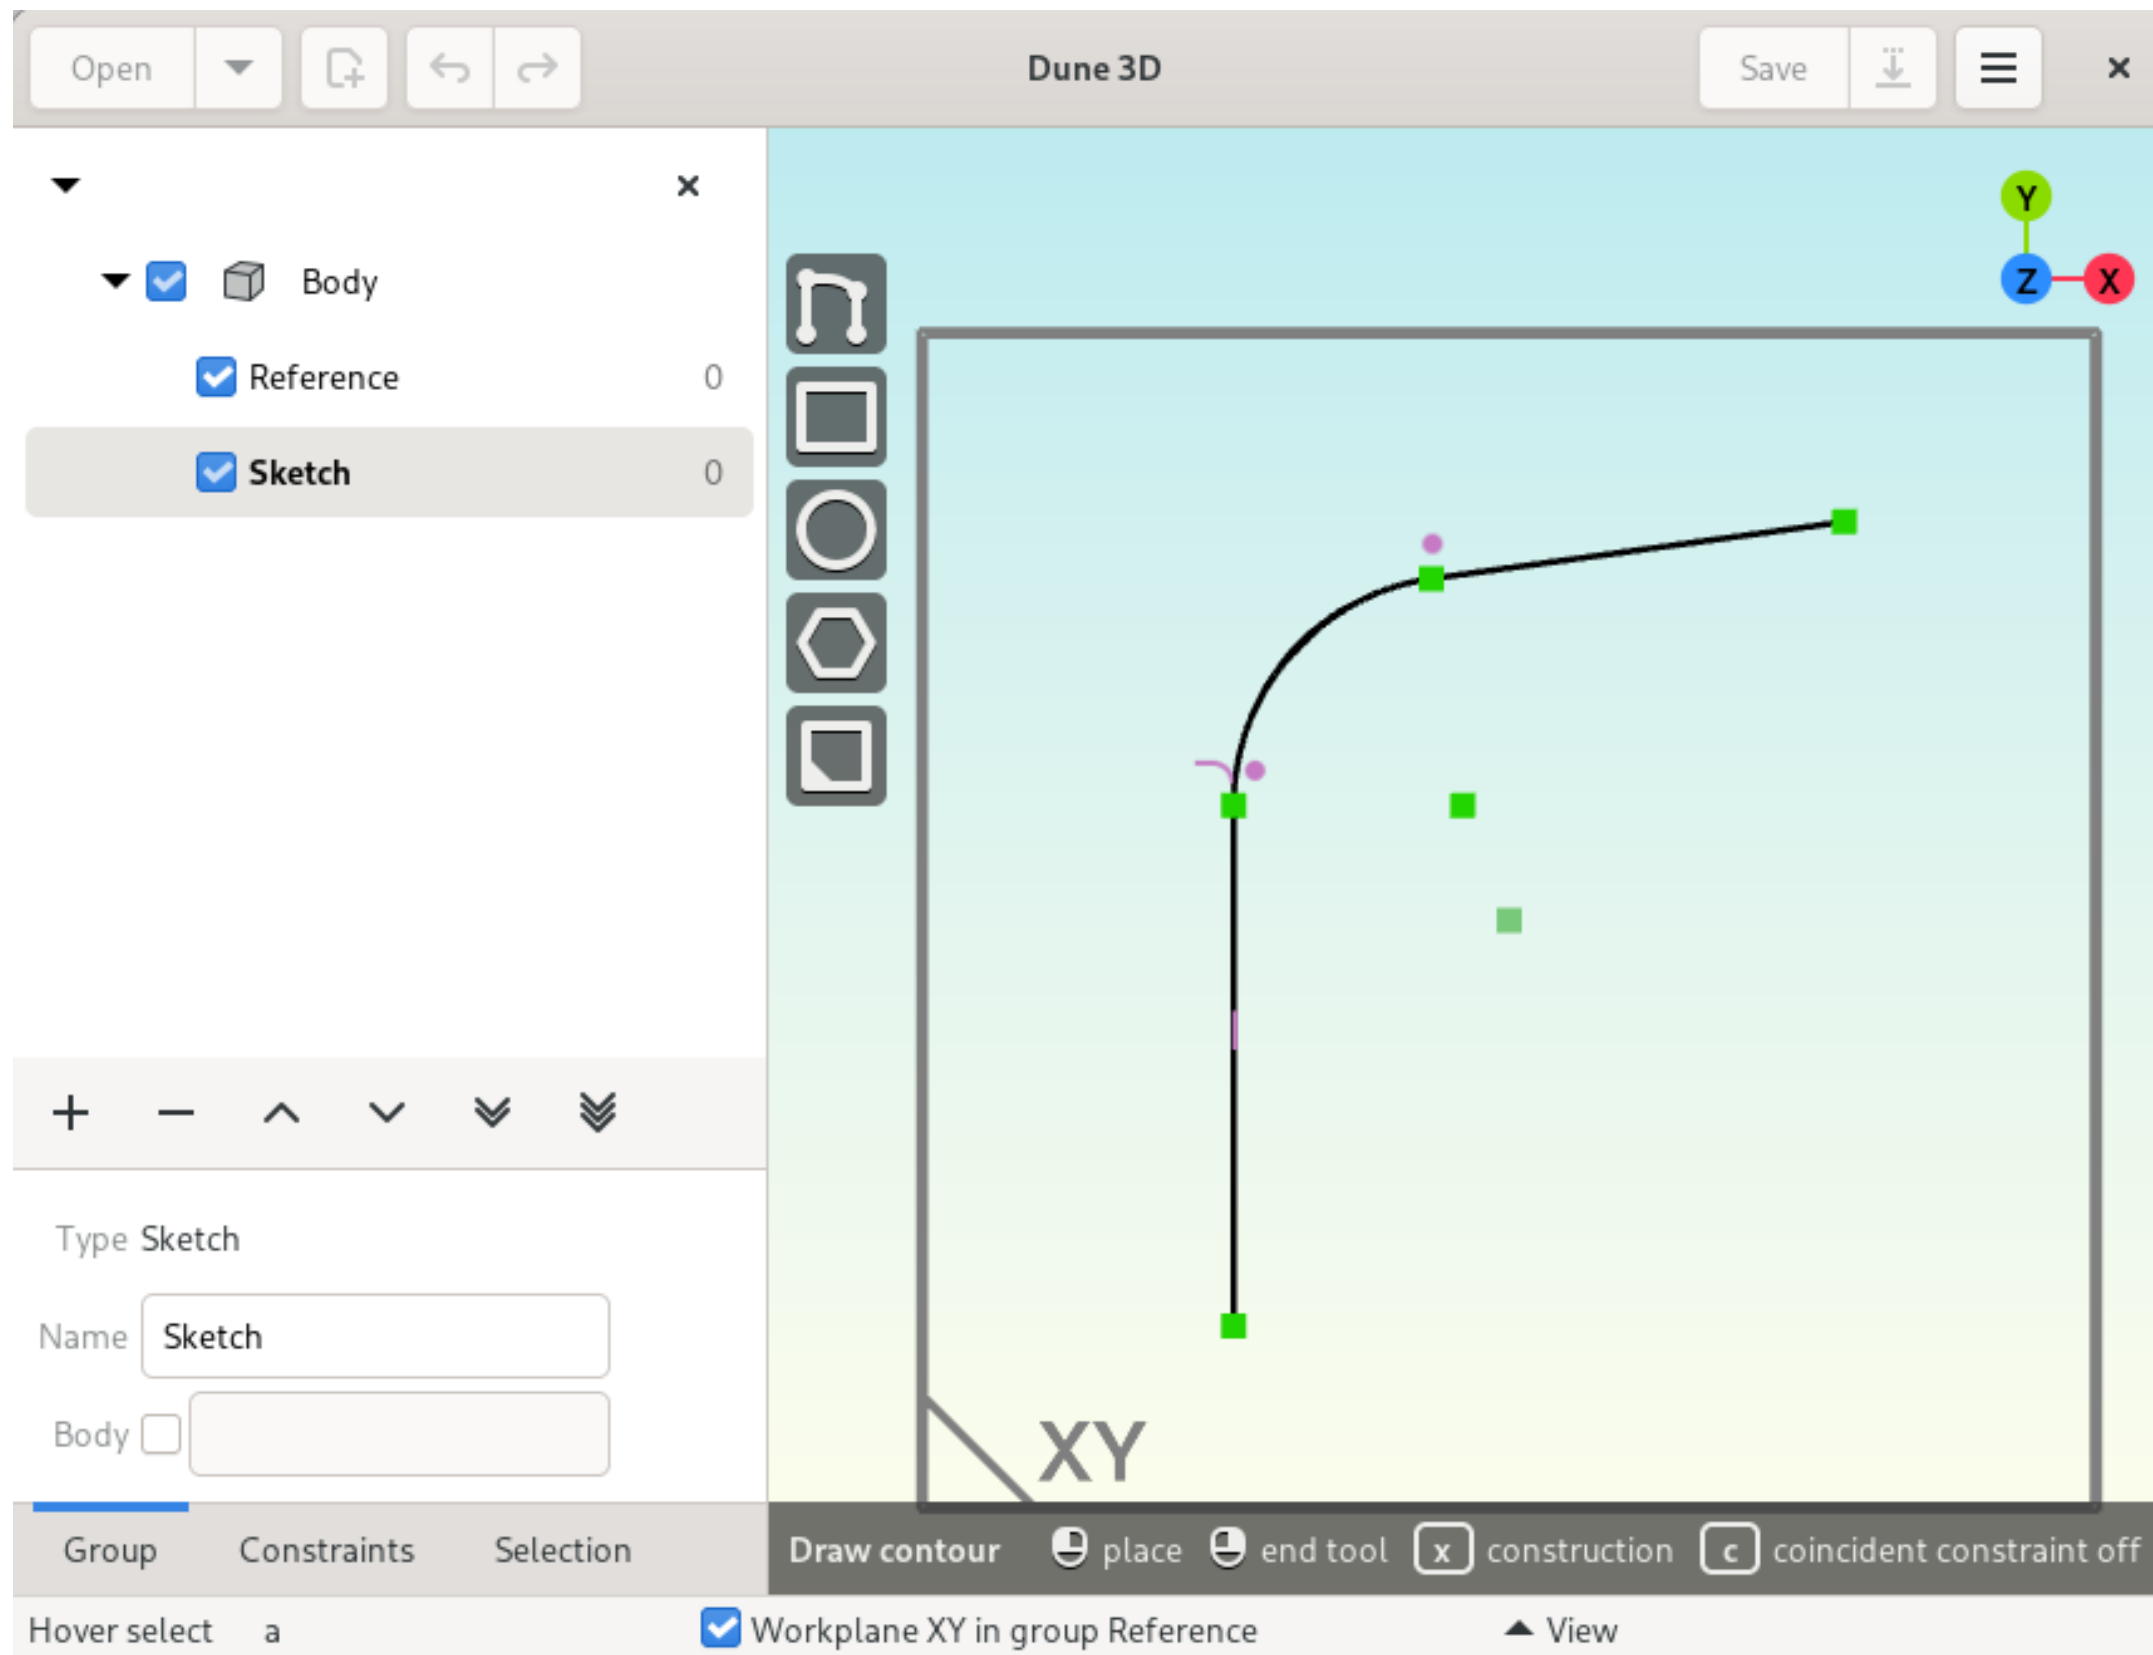 Open Dune 3D Save
Body
Reference 0
Sketch 0
Y
Z X
XY
Type Sketch
Name Sketch
Body
Group Constraints Selection
Draw contour place end tool x construction c coincident constraint off
Hover select a Workplane XY in group Reference View